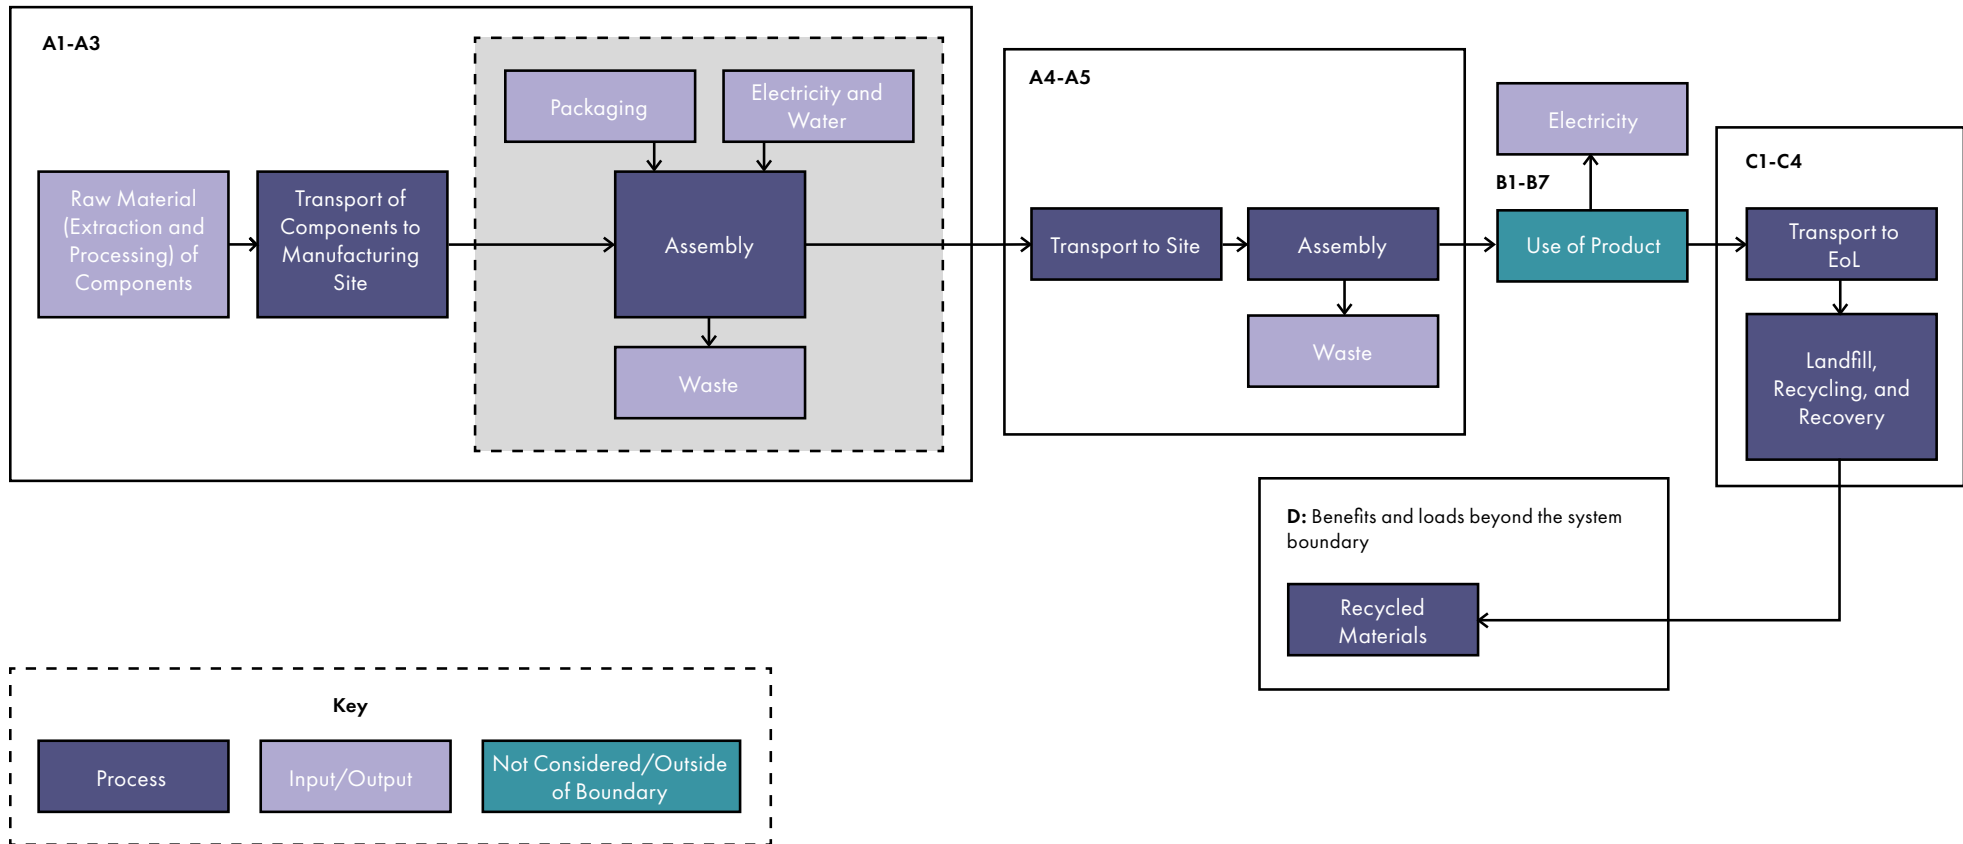 A1-A3
Packaging
Electricity and
Water
Raw Material
(Extraction and
Processing) of
Components
Transport of
Components to
Manufacturing
Site
Assembly
Waste
A4-A5
Transport to Site
Assembly
Waste
Electricity
B1-B7
Use of Product
C1-C4
Transport to
EoL
Landfill,
Recycling, and
Recovery
D: Benefits and loads beyond the system
boundary
Recycled
Materials
Key
Process
Input/Output
Not Considered/Outside
of Boundary